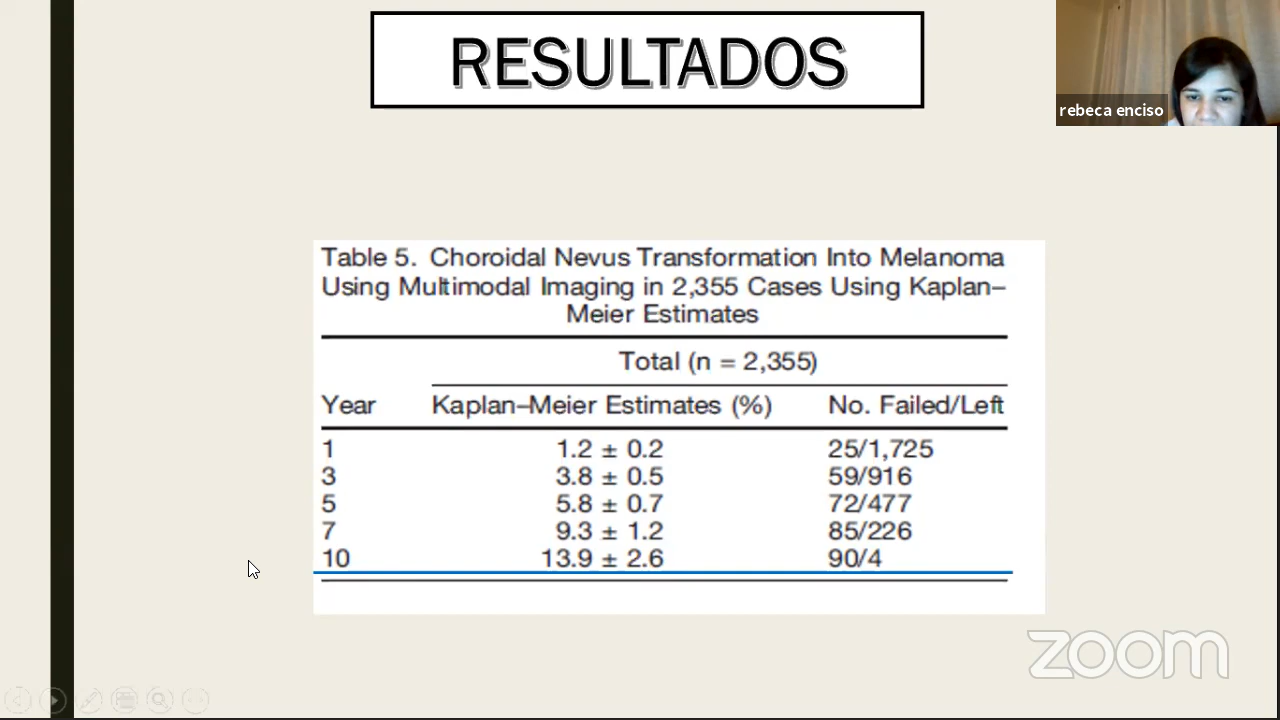 RESULTADOS
rebeca enciso
Table 5. Choroidal Nevus Transformation Into Melanoma
Using Multimodal Imaging in 2,355 Cases Using Kaplan–
Meier Estimates
Total (n = 2,355)
Year Kaplan–Meier Estimates (%) No. Failed/Left
1 1.2 ± 0.2 25/1,725
3 3.8 ± 0.5 59/916
5 5.8 ± 0.7 72/477
7 9.3 ± 1.2 85/226
10 13.9 ± 2.6 90/4
zoom